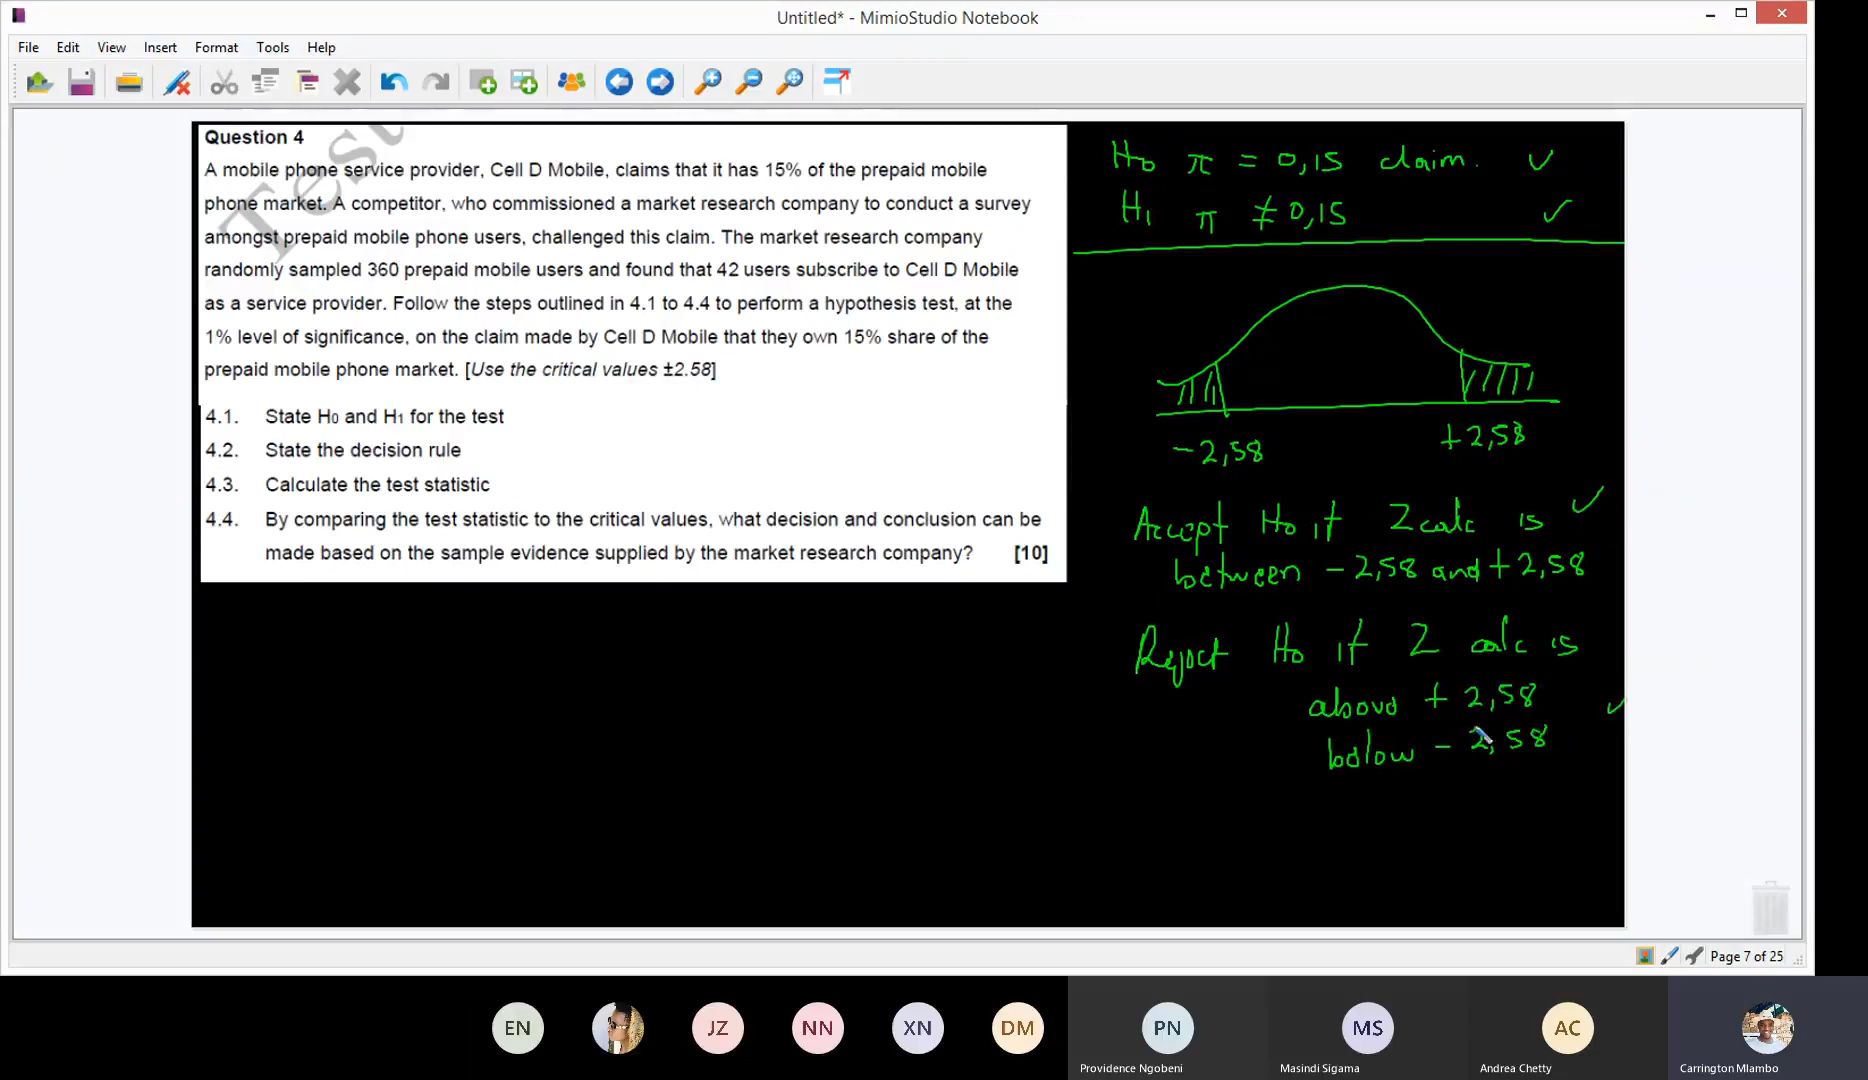 Untitled* - MimioStudio Notebook
File Edit View Insert Format Tools Help
Test
Question 4
A mobile phone service provider, Cell D Mobile, claims that it has 15% of the prepaid mobile
phone market. A competitor, who commissioned a market research company to conduct a survey
amongst prepaid mobile phone users, challenged this claim. The market research company
randomly sampled 360 prepaid mobile users and found that 42 users subscribe to Cell D Mobile
as a service provider. Follow the steps outlined in 4.1 to 4.4 to perform a hypothesis test, at the
1% level of significance, on the claim made by Cell D Mobile that they own 15% share of the
prepaid mobile phone market. [Use the critical values ±2.58]
4.1. State H0 and H1 for the test
4.2. State the decision rule
4.3. Calculate the test statistic
4.4. By comparing the test statistic to the critical values, what decision and conclusion can be
made based on the sample evidence supplied by the market research company? [10]
H0 π = 0,15 claim. ✓
H1 π ≠ 0,15 ✓
-2,58 +2,58
Accept H0 if Z calc is ✓
between -2,58 and +2,58
Reject H0 if Z calc is
above + 2,58 ✓
below - 2,58
Page 7 of 25
EN JZ NN XN DM PN MS AC
Providence Ngobeni Masindi Sigama Andrea Chetty Carrington Mlambo